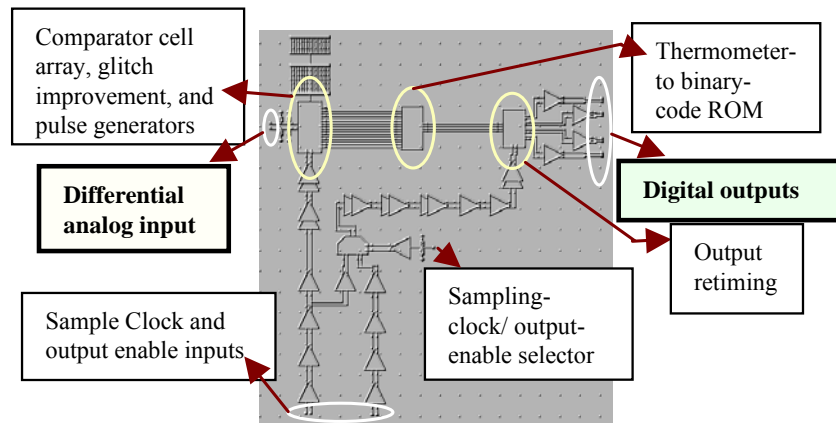 Comparator cell
array, glitch
improvement, and
pulse generators
Thermometer-
to binary-
code ROM
Differential
analog input
Digital outputs
Output
retiming
Sampling-
clock/ output-
enable selector
Sample Clock and
output enable inputs